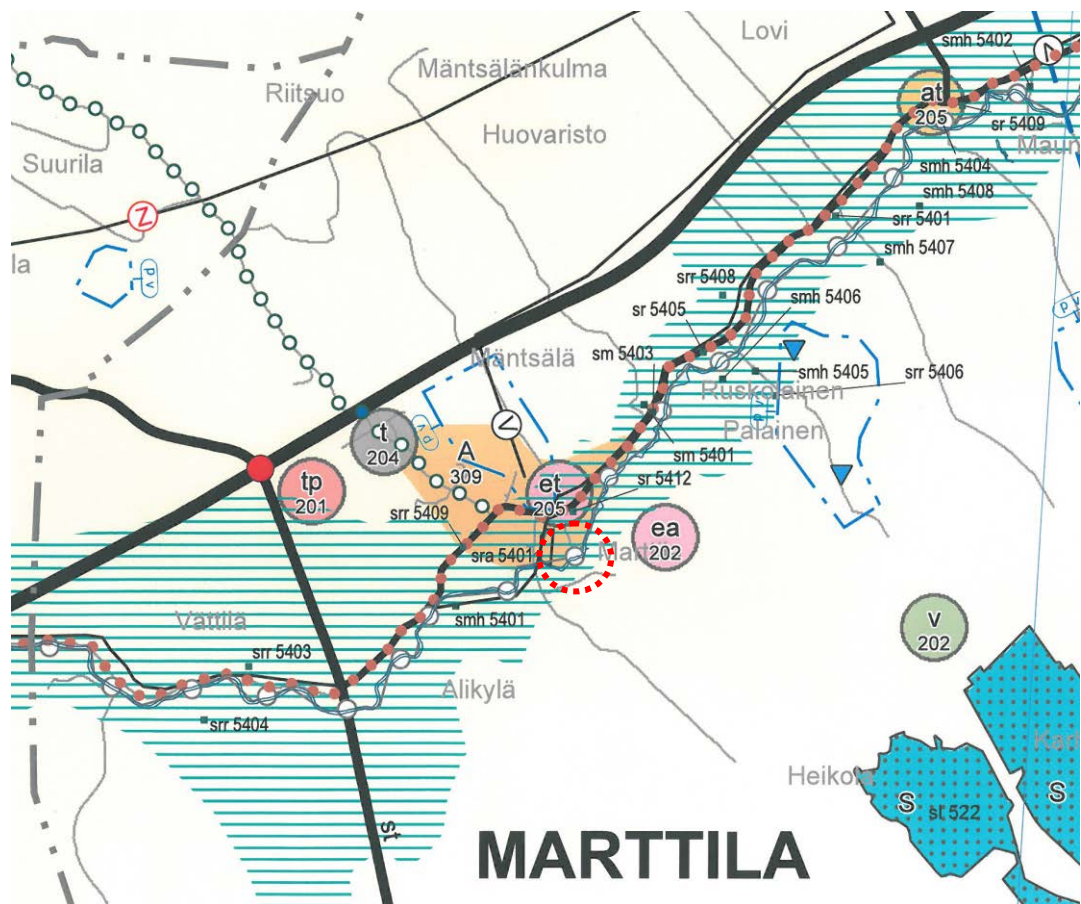 Lovi
smh 5402
V
Mäntsälänkulma
Riitsuo
at
205
sr 5409
Huovaristo
Suurila
smh 5404
smh 5408
srr 5401
Z
smh 5407
la
p v
srr 5408
smh 5406
sr 5405
Mäntsälä
sm 5403
smh 5405
srr 5406
Ruskolainen
Palainen
V
t
204
p v
A
309
sm 5401
sr 5412
tp
201
et
205
srr 5409
ea
202
sra 5401
smh 5401
Vättilä
v
202
srr 5403
Alikylä
srr 5404
Heikola
S
st 522
S
st
MARTTILA